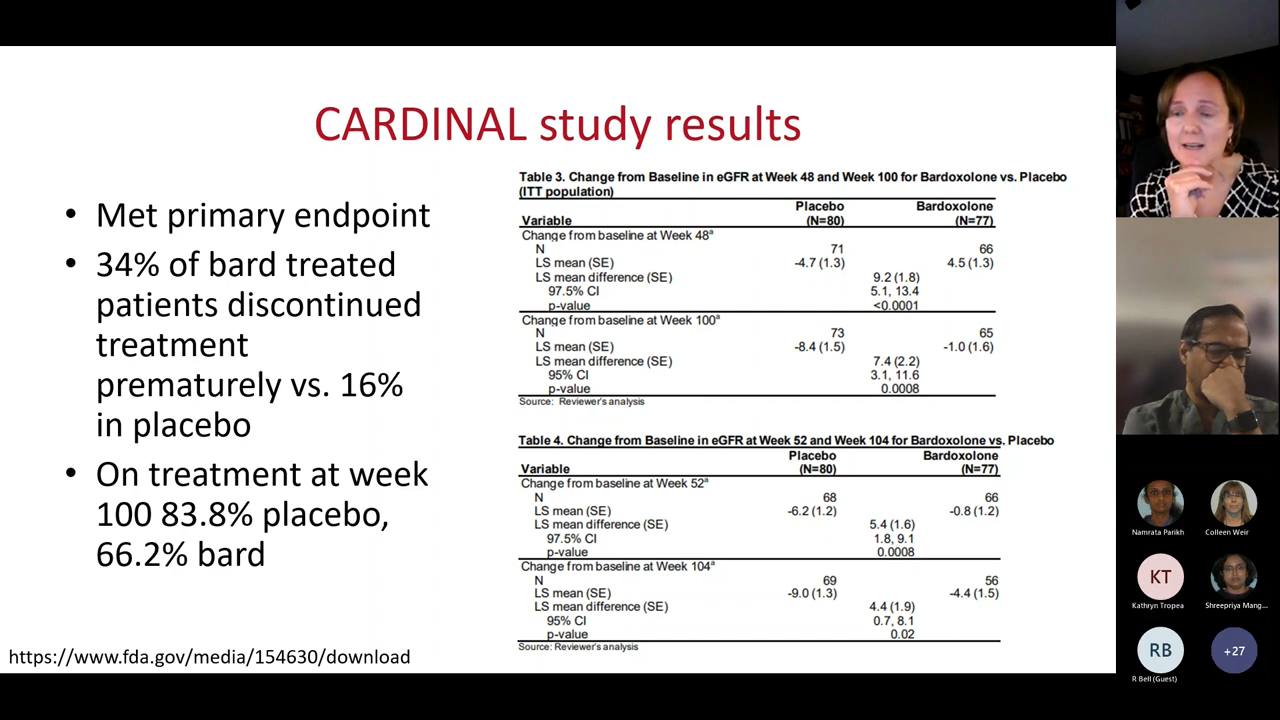 CARDINAL study results
• Met primary endpoint
• 34% of bard treated
patients discontinued
treatment
prematurely vs. 16%
in placebo
• On treatment at week
100 83.8% placebo,
66.2% bard
https://www.fda.gov/media/154630/download
Table 3. Change from Baseline in eGFR at Week 48 and Week 100 for Bardoxolone vs. Placebo
(ITT population)
Placebo Bardoxolone
Variable (N=80) (N=77)
Change from baseline at Week 48ª
N 71 66
LS mean (SE) -4.7 (1.3) 4.5 (1.3)
LS mean difference (SE) 9.2 (1.8)
97.5% CI 5.1, 13.4
p-value <0.0001
Change from baseline at Week 100ª
N 73 65
LS mean (SE) -8.4 (1.5) -1.0 (1.6)
LS mean difference (SE) 7.4 (2.2)
95% CI 3.1, 11.6
p-value 0.0008
Source: Reviewer's analysis
Table 4. Change from Baseline in eGFR at Week 52 and Week 104 for Bardoxolone vs. Placebo
Placebo Bardoxolone
Variable (N=80) (N=77)
Change from baseline at Week 52ª
N 68 66
LS mean (SE) -6.2 (1.2) -0.8 (1.2)
LS mean difference (SE) 5.4 (1.6)
97.5% CI 1.8, 9.1
p-value 0.0008
Change from baseline at Week 104ª
N 69 56
LS mean (SE) -9.0 (1.3) -4.4 (1.5)
LS mean difference (SE) 4.4 (1.9)
95% CI 0.7, 8.1
p-value 0.02
Source: Reviewer's analysis
Namrata Parikh Colleen Weir
KT
Kathryn Tropea Shreepriya Mang...
RB +27
R Bell (Guest)